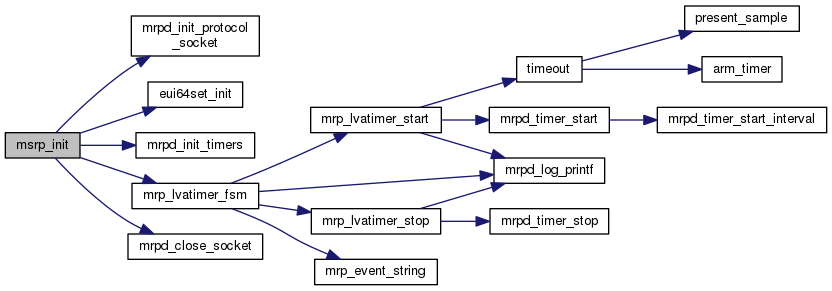 msrp_init
mrpd_init_protocol
_socket
eui64set_init
mrpd_init_timers
mrp_lvatimer_fsm
mrpd_close_socket
mrp_lvatimer_start
mrp_lvatimer_stop
mrp_event_string
timeout
mrpd_timer_start
mrpd_log_printf
mrpd_timer_stop
present_sample
arm_timer
mrpd_timer_start_interval